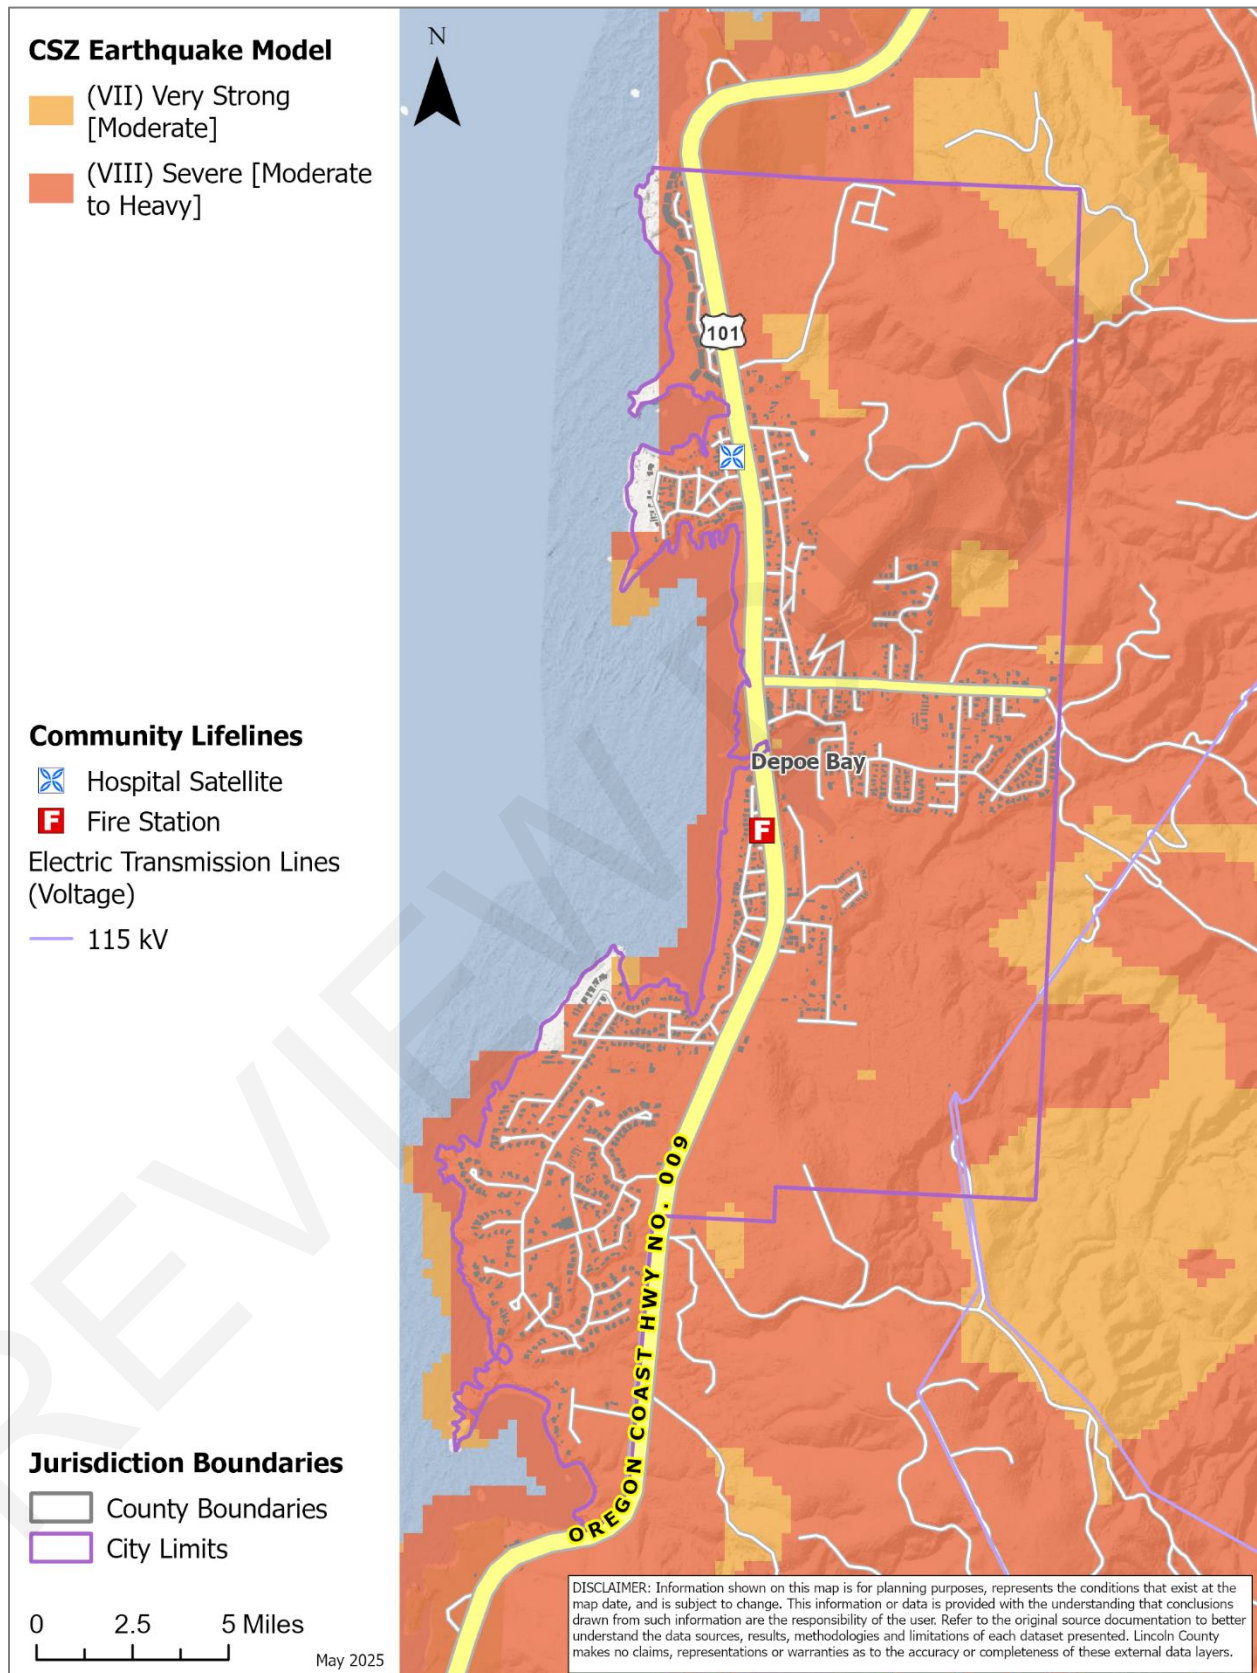 CSZ Earthquake Model
(VII) Very Strong
[Moderate]
(VIII) Severe [Moderate
to Heavy]
Community Lifelines
Hospital Satellite
F Fire Station
Electric Transmission Lines
(Voltage)
115 kV
Jurisdiction Boundaries
County Boundaries
City Limits
0 2.5 5 Miles
May 2025
N
101
Depoe Bay
F
OREGON COAST HWY NO. 009
DISCLAIMER: Information shown on this map is for planning purposes, represents the conditions that exist at the
map date, and is subject to change. This information or data is provided with the understanding that conclusions
drawn from such information are the responsibility of the user. Refer to the original source documentation to better
understand the data sources, results, methodologies and limitations of each dataset presented. Lincoln County
makes no claims, representations or warranties as to the accuracy or completeness of these external data layers.